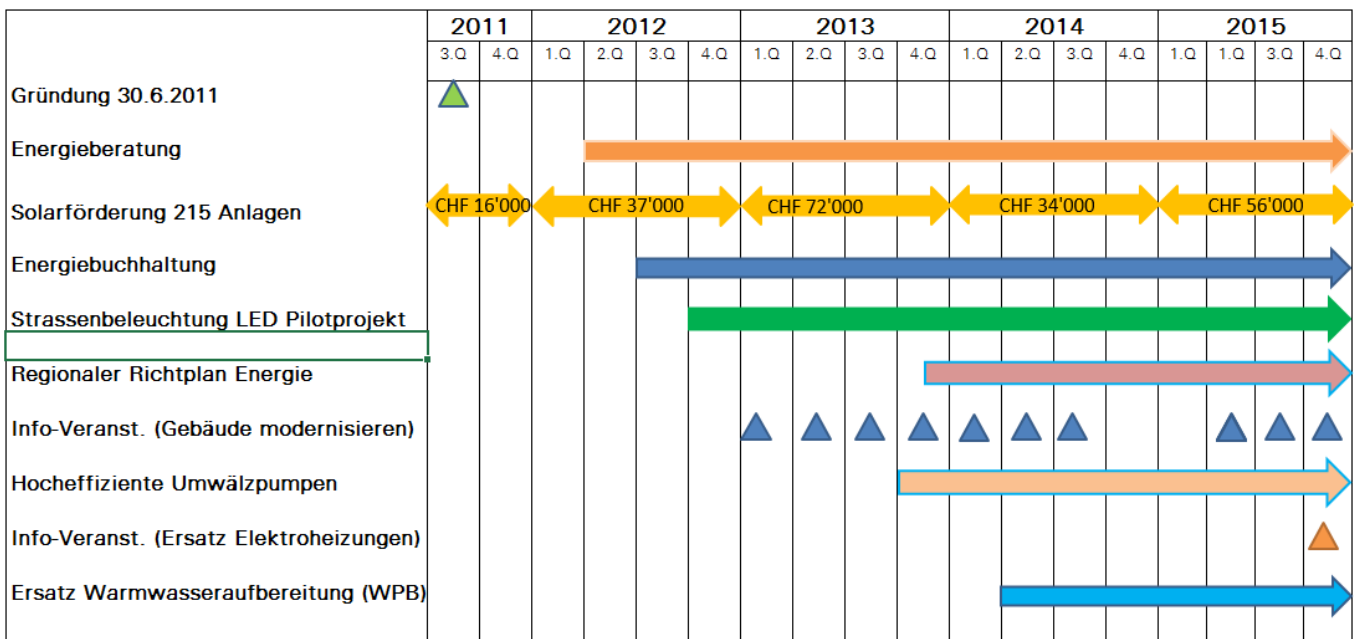 2011 2012 2013 2014 2015
3.Q 4.Q 1.Q 2.Q 3.Q 4.Q 1.Q 2.Q 3.Q 4.Q 1.Q 2.Q 3.Q 4.Q 1.Q 1.Q 3.Q 4.Q
Gründung 30.6.2011
Energieberatung
Solarförderung 215 Anlagen CHF 16'000 CHF 37'000 CHF 72'000 CHF 34'000 CHF 56'000
Energiebuchhaltung
Strassenbeleuchtung LED Pilotprojekt
Regionaler Richtplan Energie
Info-Veranst. (Gebäude modernisieren)
Hocheffiziente Umwälzpumpen
Info-Veranst. (Ersatz Elektroheizungen)
Ersatz Warmwasseraufbereitung (WPB)